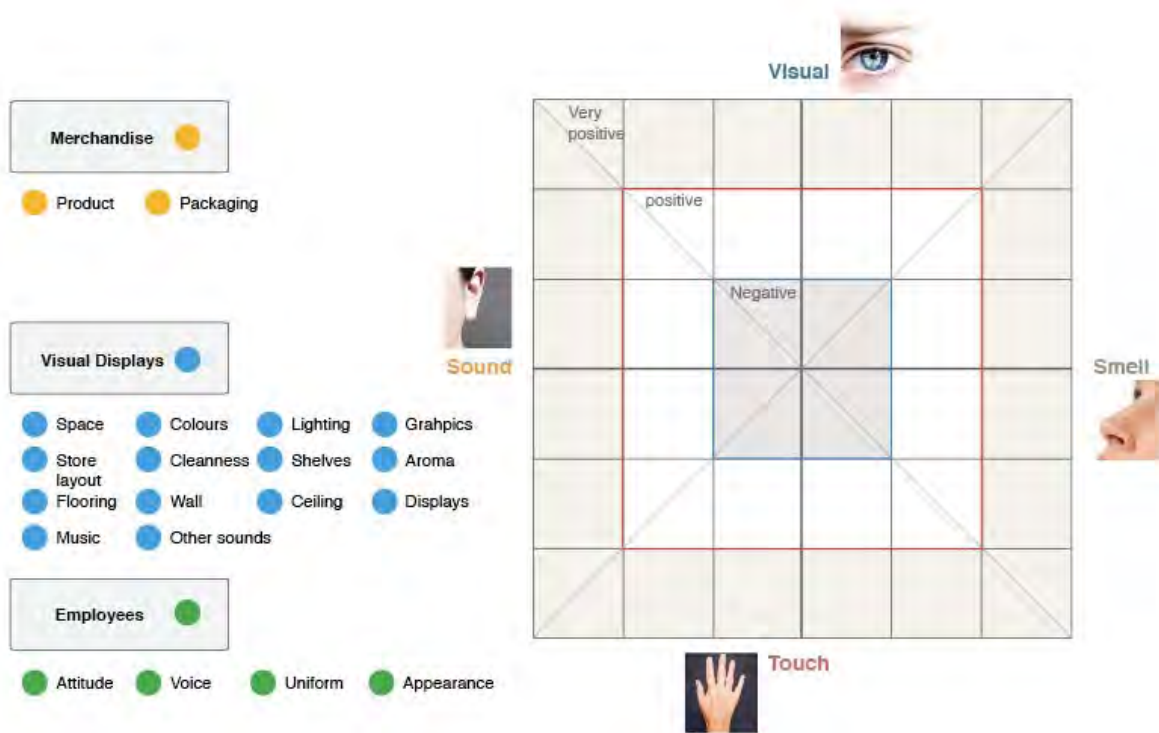 Visual
Very
positive
positive
Negative
Sound
Smell
Touch
Merchandise
Product Packaging
Visual Displays
Space Colours Lighting Grahpics
Store
layout
Cleanness Shelves Aroma
Flooring Wall Ceiling Displays
Music Other sounds
Employees
Attitude Voice Uniform Appearance